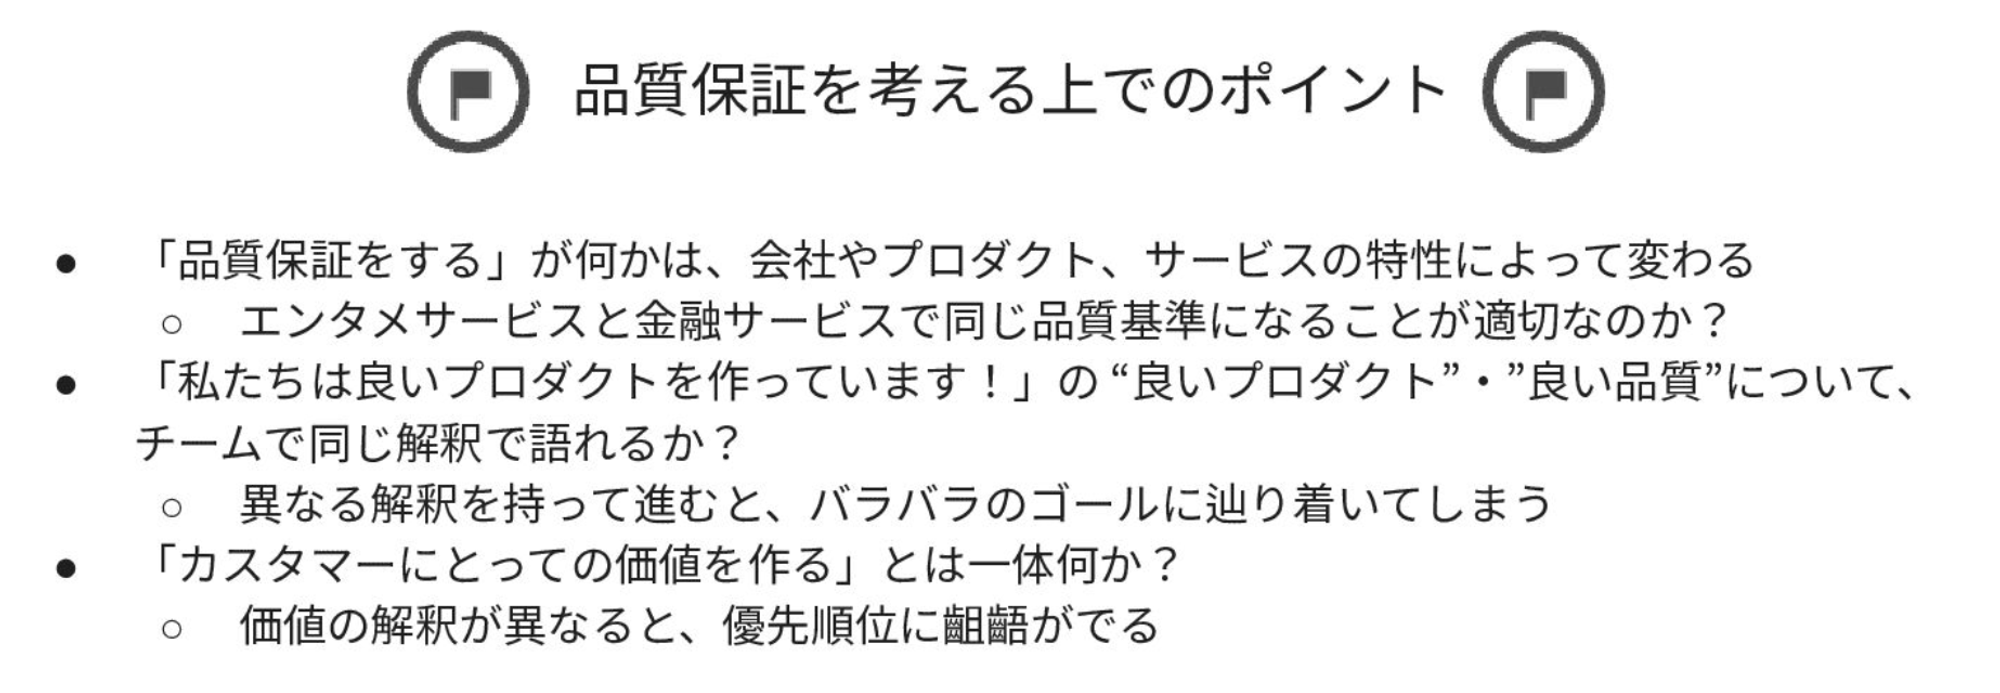 品質保証を考える上でのポイント
● 「品質保証をする」が何かは、会社やプロダクト、サービスの特性によって変わる
○ エンタメサービスと金融サービスで同じ品質基準になることが適切なのか？
● 「私たちは良いプロダクトを作っています！」の “良いプロダクト”・”良い品質”について、
チームで同じ解釈で語れるか？
○ 異なる解釈を持って進むと、バラバラのゴールに辿り着いてしまう
● 「カスタマーにとっての価値を作る」とは一体何か？
○ 価値の解釈が異なると、優先順位に齟齬がでる